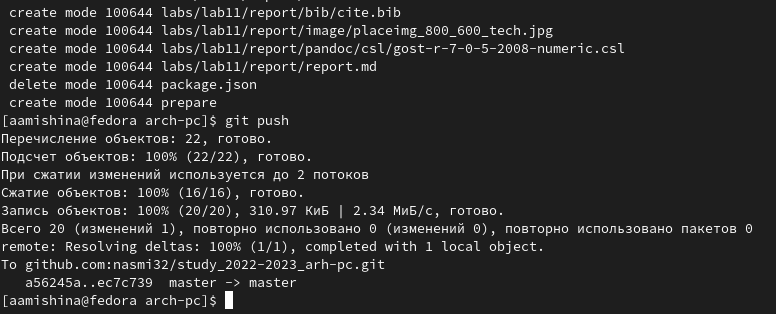 create mode 100644 labs/lab11/report/bib/cite.bib
create mode 100644 labs/lab11/report/image/placeimg_800_600_tech.jpg
create mode 100644 labs/lab11/report/pandoc/csl/gost-r-7-0-5-2008-numeric.csl
create mode 100644 labs/lab11/report/report.md
delete mode 100644 package.json
create mode 100644 prepare
[aamishina@fedora arch-pc]$ git push
Перечисление объектов: 22, готово.
Подсчет объектов: 100% (22/22), готово.
При сжатии изменений используется до 2 потоков
Сжатие объектов: 100% (16/16), готово.
Запись объектов: 100% (20/20), 310.97 КиБ | 2.34 МиБ/с, готово.
Всего 20 (изменений 1), повторно использовано 0 (изменений 0), повторно использовано пакетов 0
remote: Resolving deltas: 100% (1/1), completed with 1 local object.
To github.com:nasmi32/study_2022-2023_arh-pc.git
a56245a..ec7c739  master -> master
[aamishina@fedora arch-pc]$